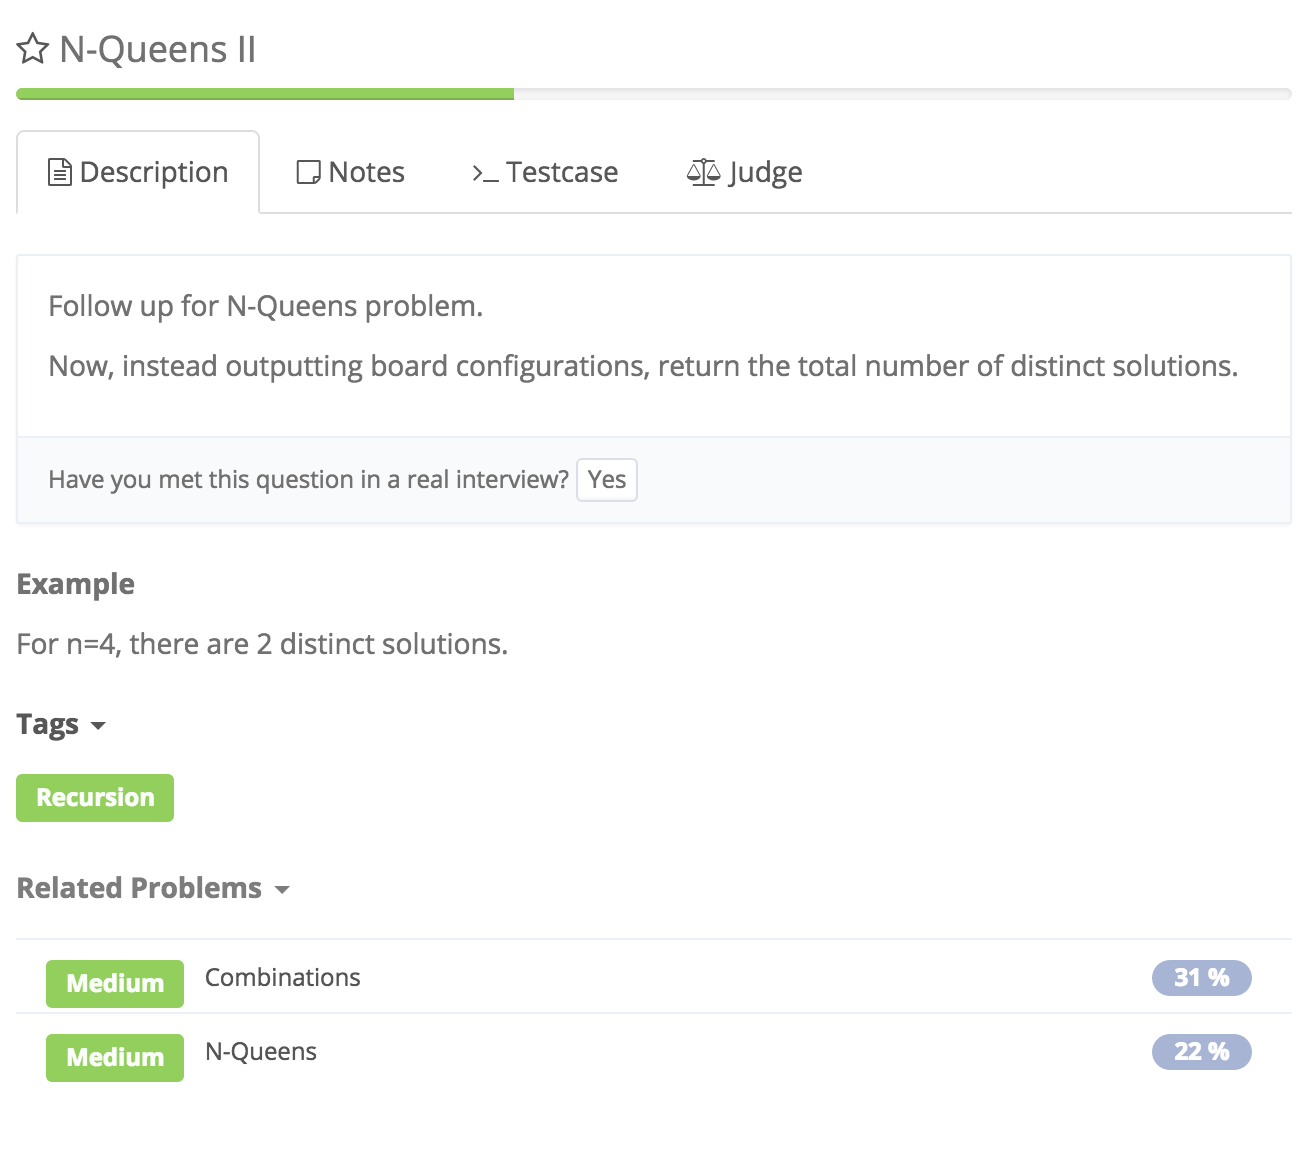 N-Queens II
Description
Notes
Testcase
Judge
Follow up for N-Queens problem.
Now, instead outputting board configurations, return the total number of distinct solutions.
Have you met this question in a real interview? Yes
Example
For n=4, there are 2 distinct solutions.
Tags
Recursion
Related Problems
Medium Combinations 31 %
Medium N-Queens 22 %